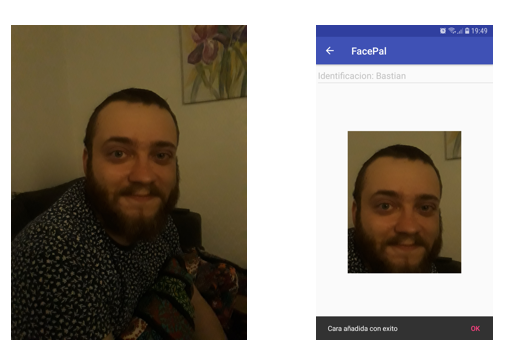 19:49
FacePal
Identificacion: Bastian
Cara añadida con exito
OK